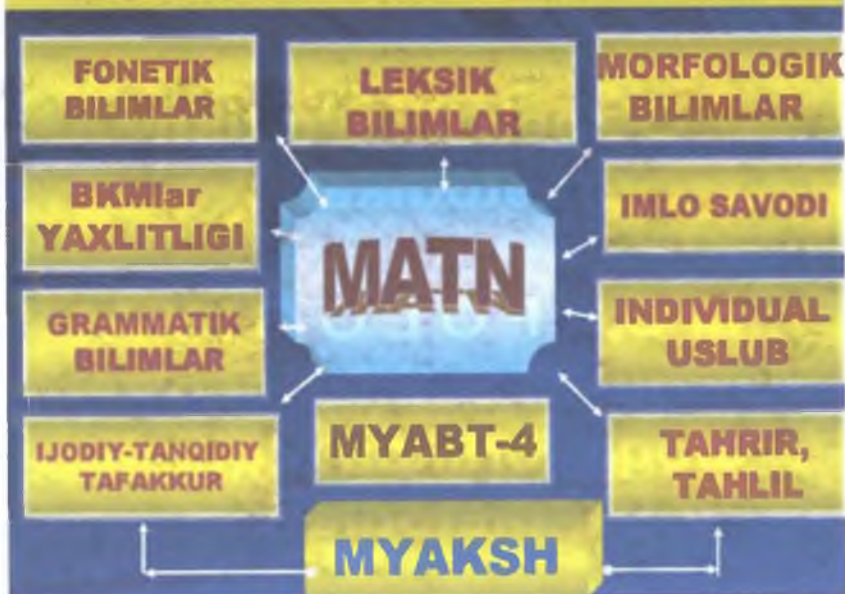 FONETIK
BILIMLAR
LEKSIK
BILIMLAR
MORFOLOGIK
BILIMLAR
BKMlar
YAXLITLIGI
MATN
IMLO SAVODI
GRAMMATIK
BILIMLAR
INDIVIDUAL
USLUB
IJODIY-TANQIDIY
TAFAKKUR
MYABT-4
TAHRIR,
TAHLIL
MYAKSH